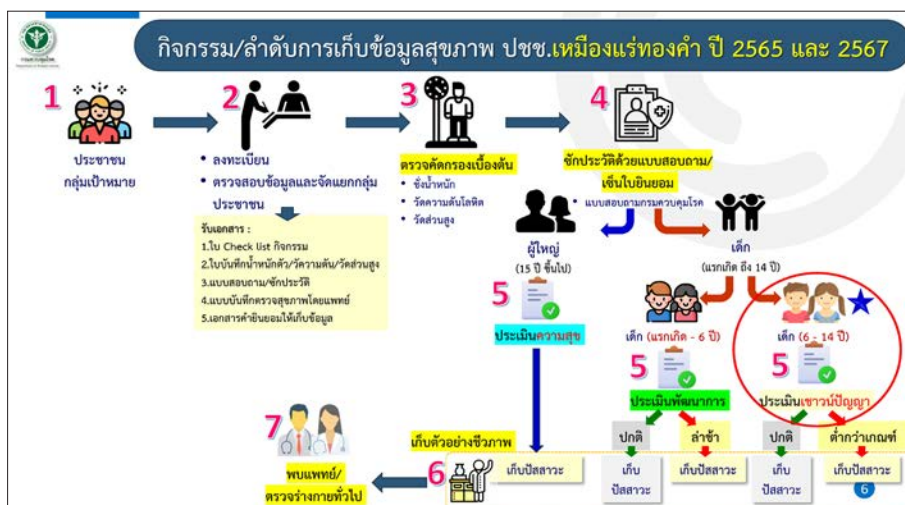 กิจกรรม/ลำดับการเก็บข้อมูลสุขภาพ ปชช.เหมืองแร่ทองคำ ปี 2565 และ 2567
กรมควบคุมโรค
1
ประชาชน
กลุ่มเป้าหมาย
2
• ลงทะเบียน
• ตรวจสอบข้อมูลและจัดแยกกลุ่ม
ประชาชน
รับเอกสาร :
1.ใบ Check list กิจกรรม
2.ใบบันทึกน้ำหนักตัว/วัดความดัน/วัดส่วนสูง
3.แบบสอบถาม/ซักประวัติ
4.แบบบันทึกตรวจสุขภาพโดยแพทย์
5.เอกสารคำยินยอมให้เก็บข้อมูล
3
ตรวจคัดกรองเบื้องต้น
• ชั่งน้ำหนัก
• วัดความดันโลหิต
• วัดส่วนสูง
4
ซักประวัติด้วยแบบสอบถาม/
เซ็นใบยินยอม
• แบบสอบถามกรมควบคุมโรค
ผู้ใหญ่
(15 ปี ขึ้นไป)
5
ประเมินความสุข
เด็ก
(แรกเกิด ถึง 14 ปี)
เด็ก (แรกเกิด - 6 ปี)
5
ประเมินพัฒนาการ
ปกติ
ล่าช้า
เด็ก (6 - 14 ปี)
5
ประเมินเชาวน์ปัญญา
ปกติ
ต่ำกว่าเกณฑ์
เก็บตัวอย่างชีวภาพ
6
เก็บปัสสาวะ
เก็บ
ปัสสาวะ
เก็บปัสสาวะ
เก็บ
ปัสสาวะ
เก็บปัสสาวะ
7
พบแพทย์/
ตรวจร่างกายทั่วไป
6